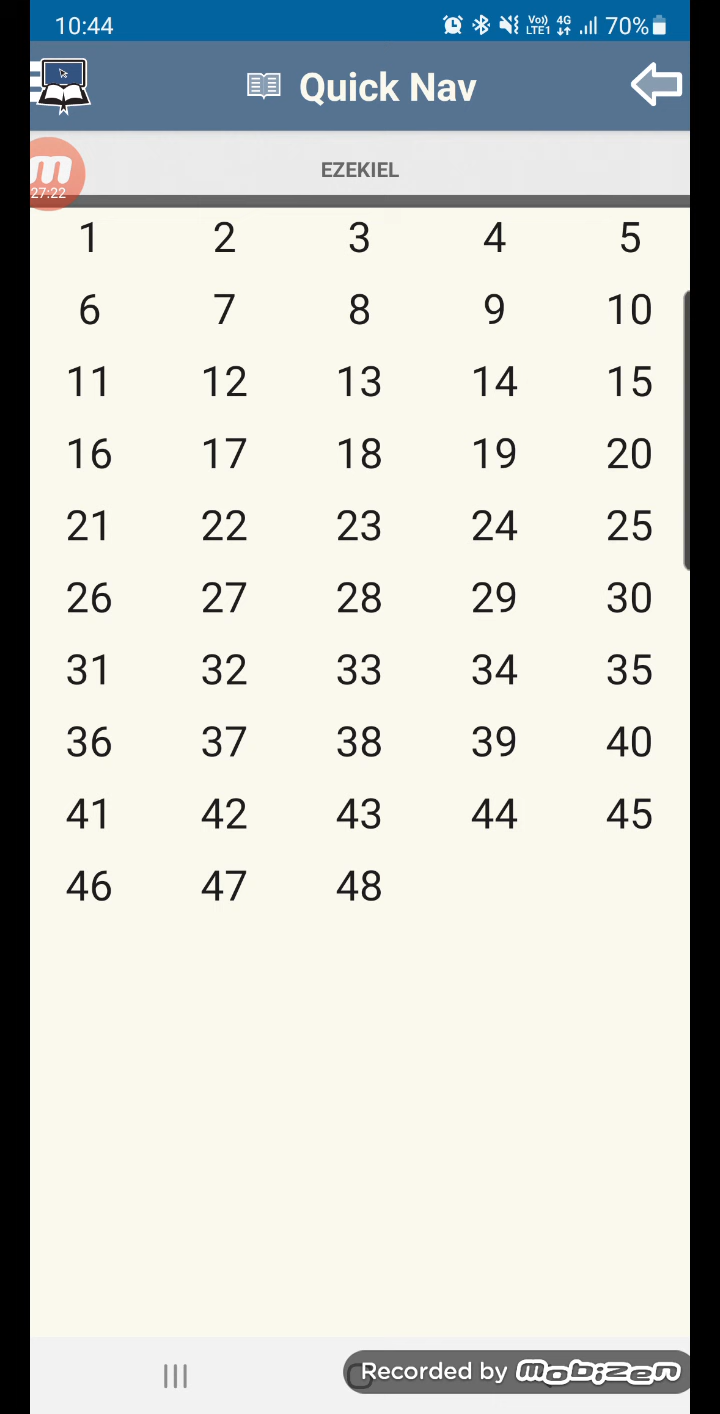 10:44 Vo)) LTE1 4G 70%
Quick Nav
m
27:22
EZEKIEL
1 2 3 4 5
6 7 8 9 10
11 12 13 14 15
16 17 18 19 20
21 22 23 24 25
26 27 28 29 30
31 32 33 34 35
36 37 38 39 40
41 42 43 44 45
46 47 48
Recorded by mobizen